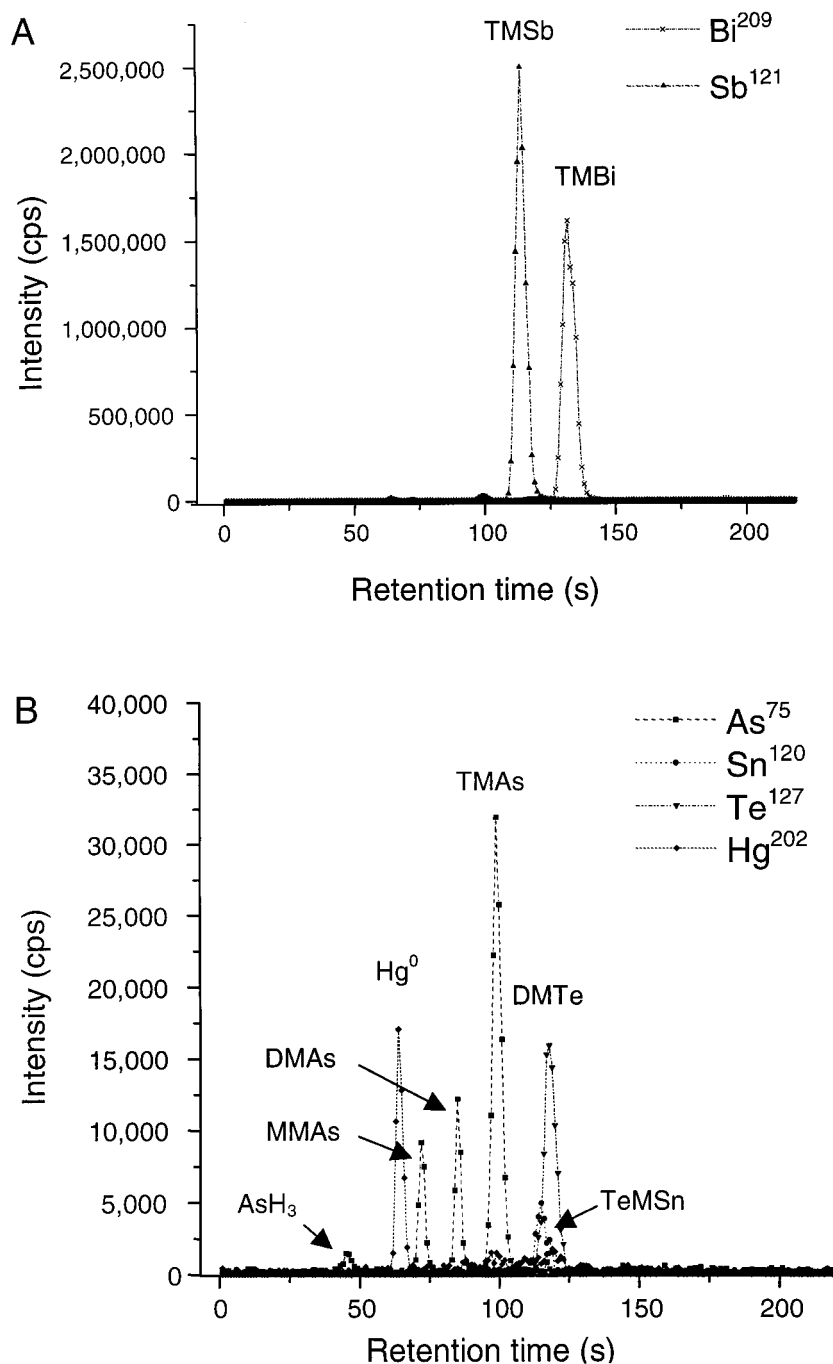 A
TMSb
Bi²⁰⁹
Sb¹²¹
TMBi
Intensity (cps)
2,500,000
2,000,000
1,500,000
1,000,000
500,000
0
0 50 100 150 200
Retention time (s)
B
As⁷⁵
Sn¹²⁰
Te¹²⁷
Hg²⁰²
TMAs
Hg⁰
DMTe
DMAs
MMAs
AsH₃
TeMSn
Intensity (cps)
40,000
35,000
30,000
25,000
20,000
15,000
10,000
5,000
0
0 50 100 150 200
Retention time (s)